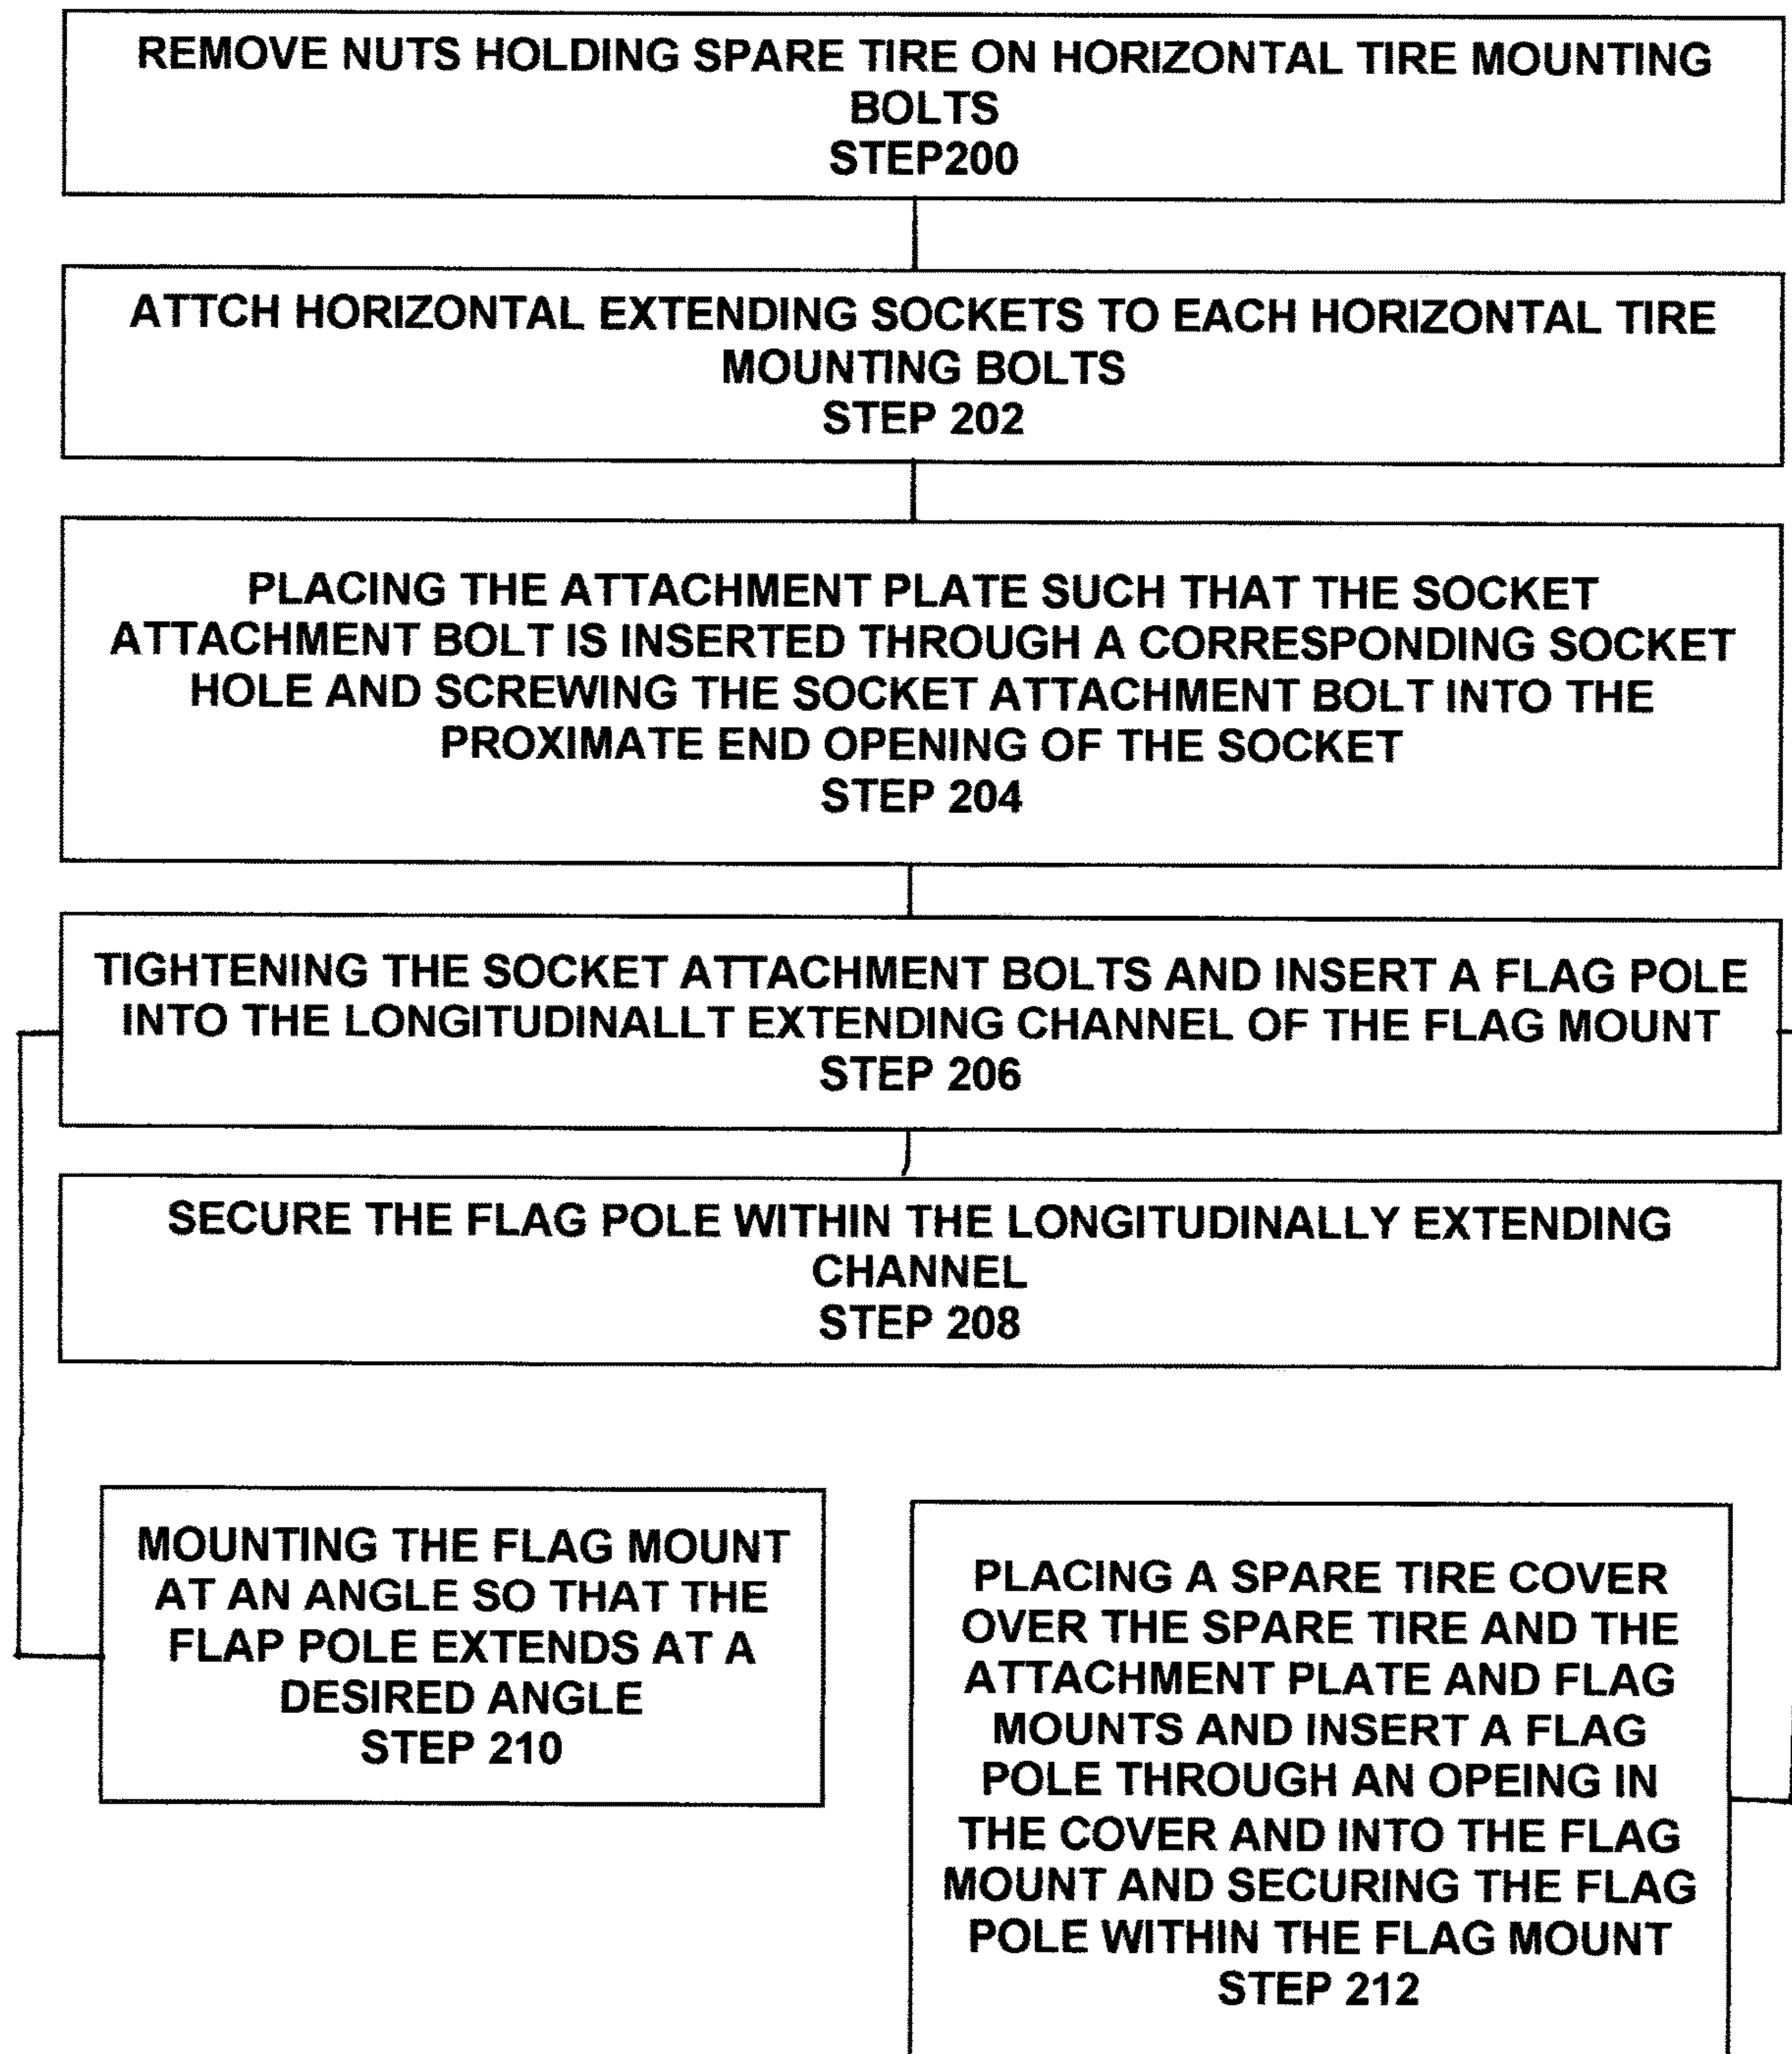 REMOVE NUTS HOLDING SPARE TIRE ON HORIZONTAL TIRE MOUNTING
BOLTS
STEP200
ATTCH HORIZONTAL EXTENDING SOCKETS TO EACH HORIZONTAL TIRE
MOUNTING BOLTS
STEP 202
PLACING THE ATTACHMENT PLATE SUCH THAT THE SOCKET
ATTACHMENT BOLT IS INSERTED THROUGH A CORRESPONDING SOCKET
HOLE AND SCREWING THE SOCKET ATTACHMENT BOLT INTO THE
PROXIMATE END OPENING OF THE SOCKET
STEP 204
TIGHTENING THE SOCKET ATTACHMENT BOLTS AND INSERT A FLAG POLE
INTO THE LONGITUDINALLT EXTENDING CHANNEL OF THE FLAG MOUNT
STEP 206
SECURE THE FLAG POLE WITHIN THE LONGITUDINALLY EXTENDING
CHANNEL
STEP 208
MOUNTING THE FLAG MOUNT
AT AN ANGLE SO THAT THE
FLAP POLE EXTENDS AT A
DESIRED ANGLE
STEP 210
PLACING A SPARE TIRE COVER
OVER THE SPARE TIRE AND THE
ATTACHMENT PLATE AND FLAG
MOUNTS AND INSERT A FLAG
POLE THROUGH AN OPEING IN
THE COVER AND INTO THE FLAG
MOUNT AND SECURING THE FLAG
POLE WITHIN THE FLAG MOUNT
STEP 212